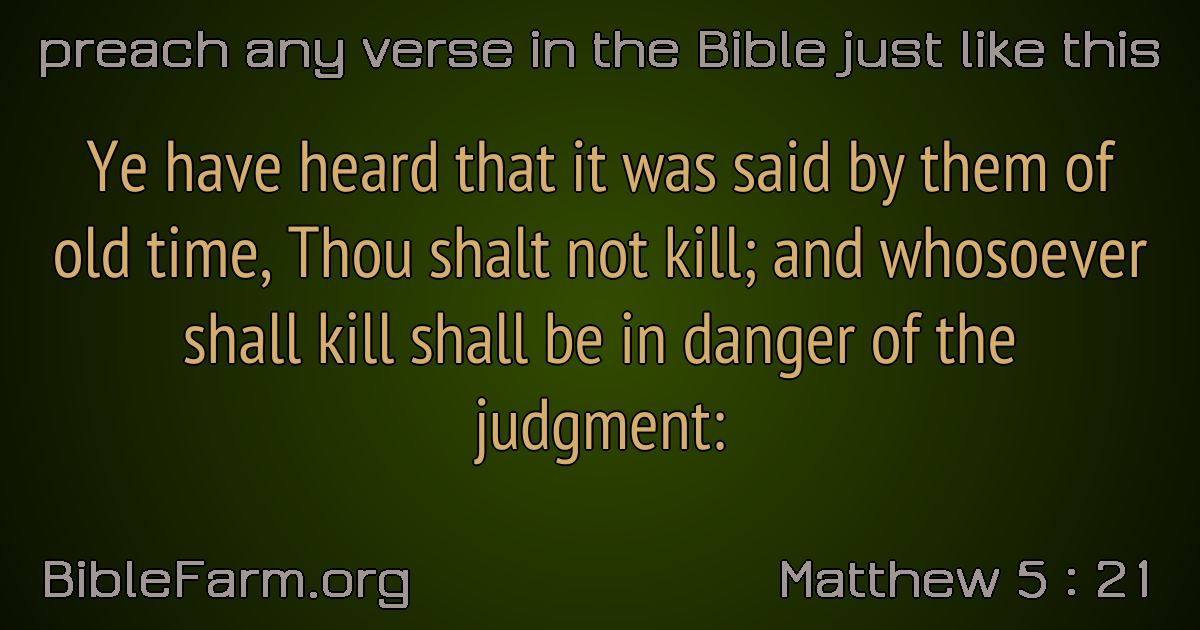 preach any verse in the Bible just like this
Ye have heard that it was said by them of
old time, Thou shalt not kill; and whosoever
shall kill shall be in danger of the
judgment:
BibleFarm.org
Matthew 5 : 21